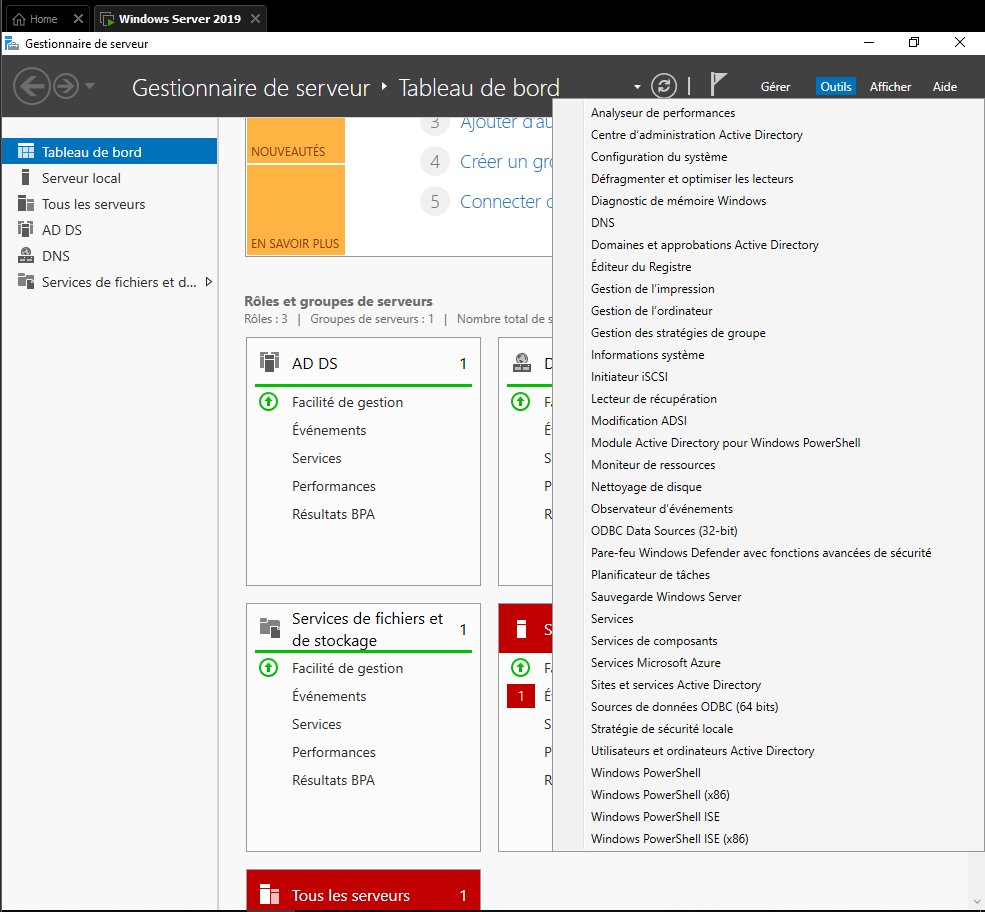 Home
Windows Server 2019
Gestionnaire de serveur
Gestionnaire de serveur
Tableau de bord
Gérer
Outils
Afficher
Aide
Tableau de bord
Serveur local
Tous les serveurs
AD DS
DNS
Services de fichiers et d...
NOUVEAUTÉS
EN SAVOIR PLUS
3 Ajouter d'au
4 Créer un gro
5 Connecter
Rôles et groupes de serveurs
Rôles : 3 | Groupes de serveurs : 1 | Nombre total de s
AD DS 1
Facilité de gestion
Événements
Services
Performances
Résultats BPA
D
F
É
S
P
R
Services de fichiers et
de stockage 1
Facilité de gestion
Événements
Services
Performances
Résultats BPA
S
F
1 É
S
P
R
Tous les serveurs 1
Analyseur de performances
Centre d'administration Active Directory
Configuration du système
Défragmenter et optimiser les lecteurs
Diagnostic de mémoire Windows
DNS
Domaines et approbations Active Directory
Éditeur du Registre
Gestion de l'impression
Gestion de l'ordinateur
Gestion des stratégies de groupe
Informations système
Initiateur iSCSI
Lecteur de récupération
Modification ADSI
Module Active Directory pour Windows PowerShell
Moniteur de ressources
Nettoyage de disque
Observateur d'événements
ODBC Data Sources (32-bit)
Pare-feu Windows Defender avec fonctions avancées de sécurité
Planificateur de tâches
Sauvegarde Windows Server
Services
Services de composants
Services Microsoft Azure
Sites et services Active Directory
Sources de données ODBC (64 bits)
Stratégie de sécurité locale
Utilisateurs et ordinateurs Active Directory
Windows PowerShell
Windows PowerShell (x86)
Windows PowerShell ISE
Windows PowerShell ISE (x86)